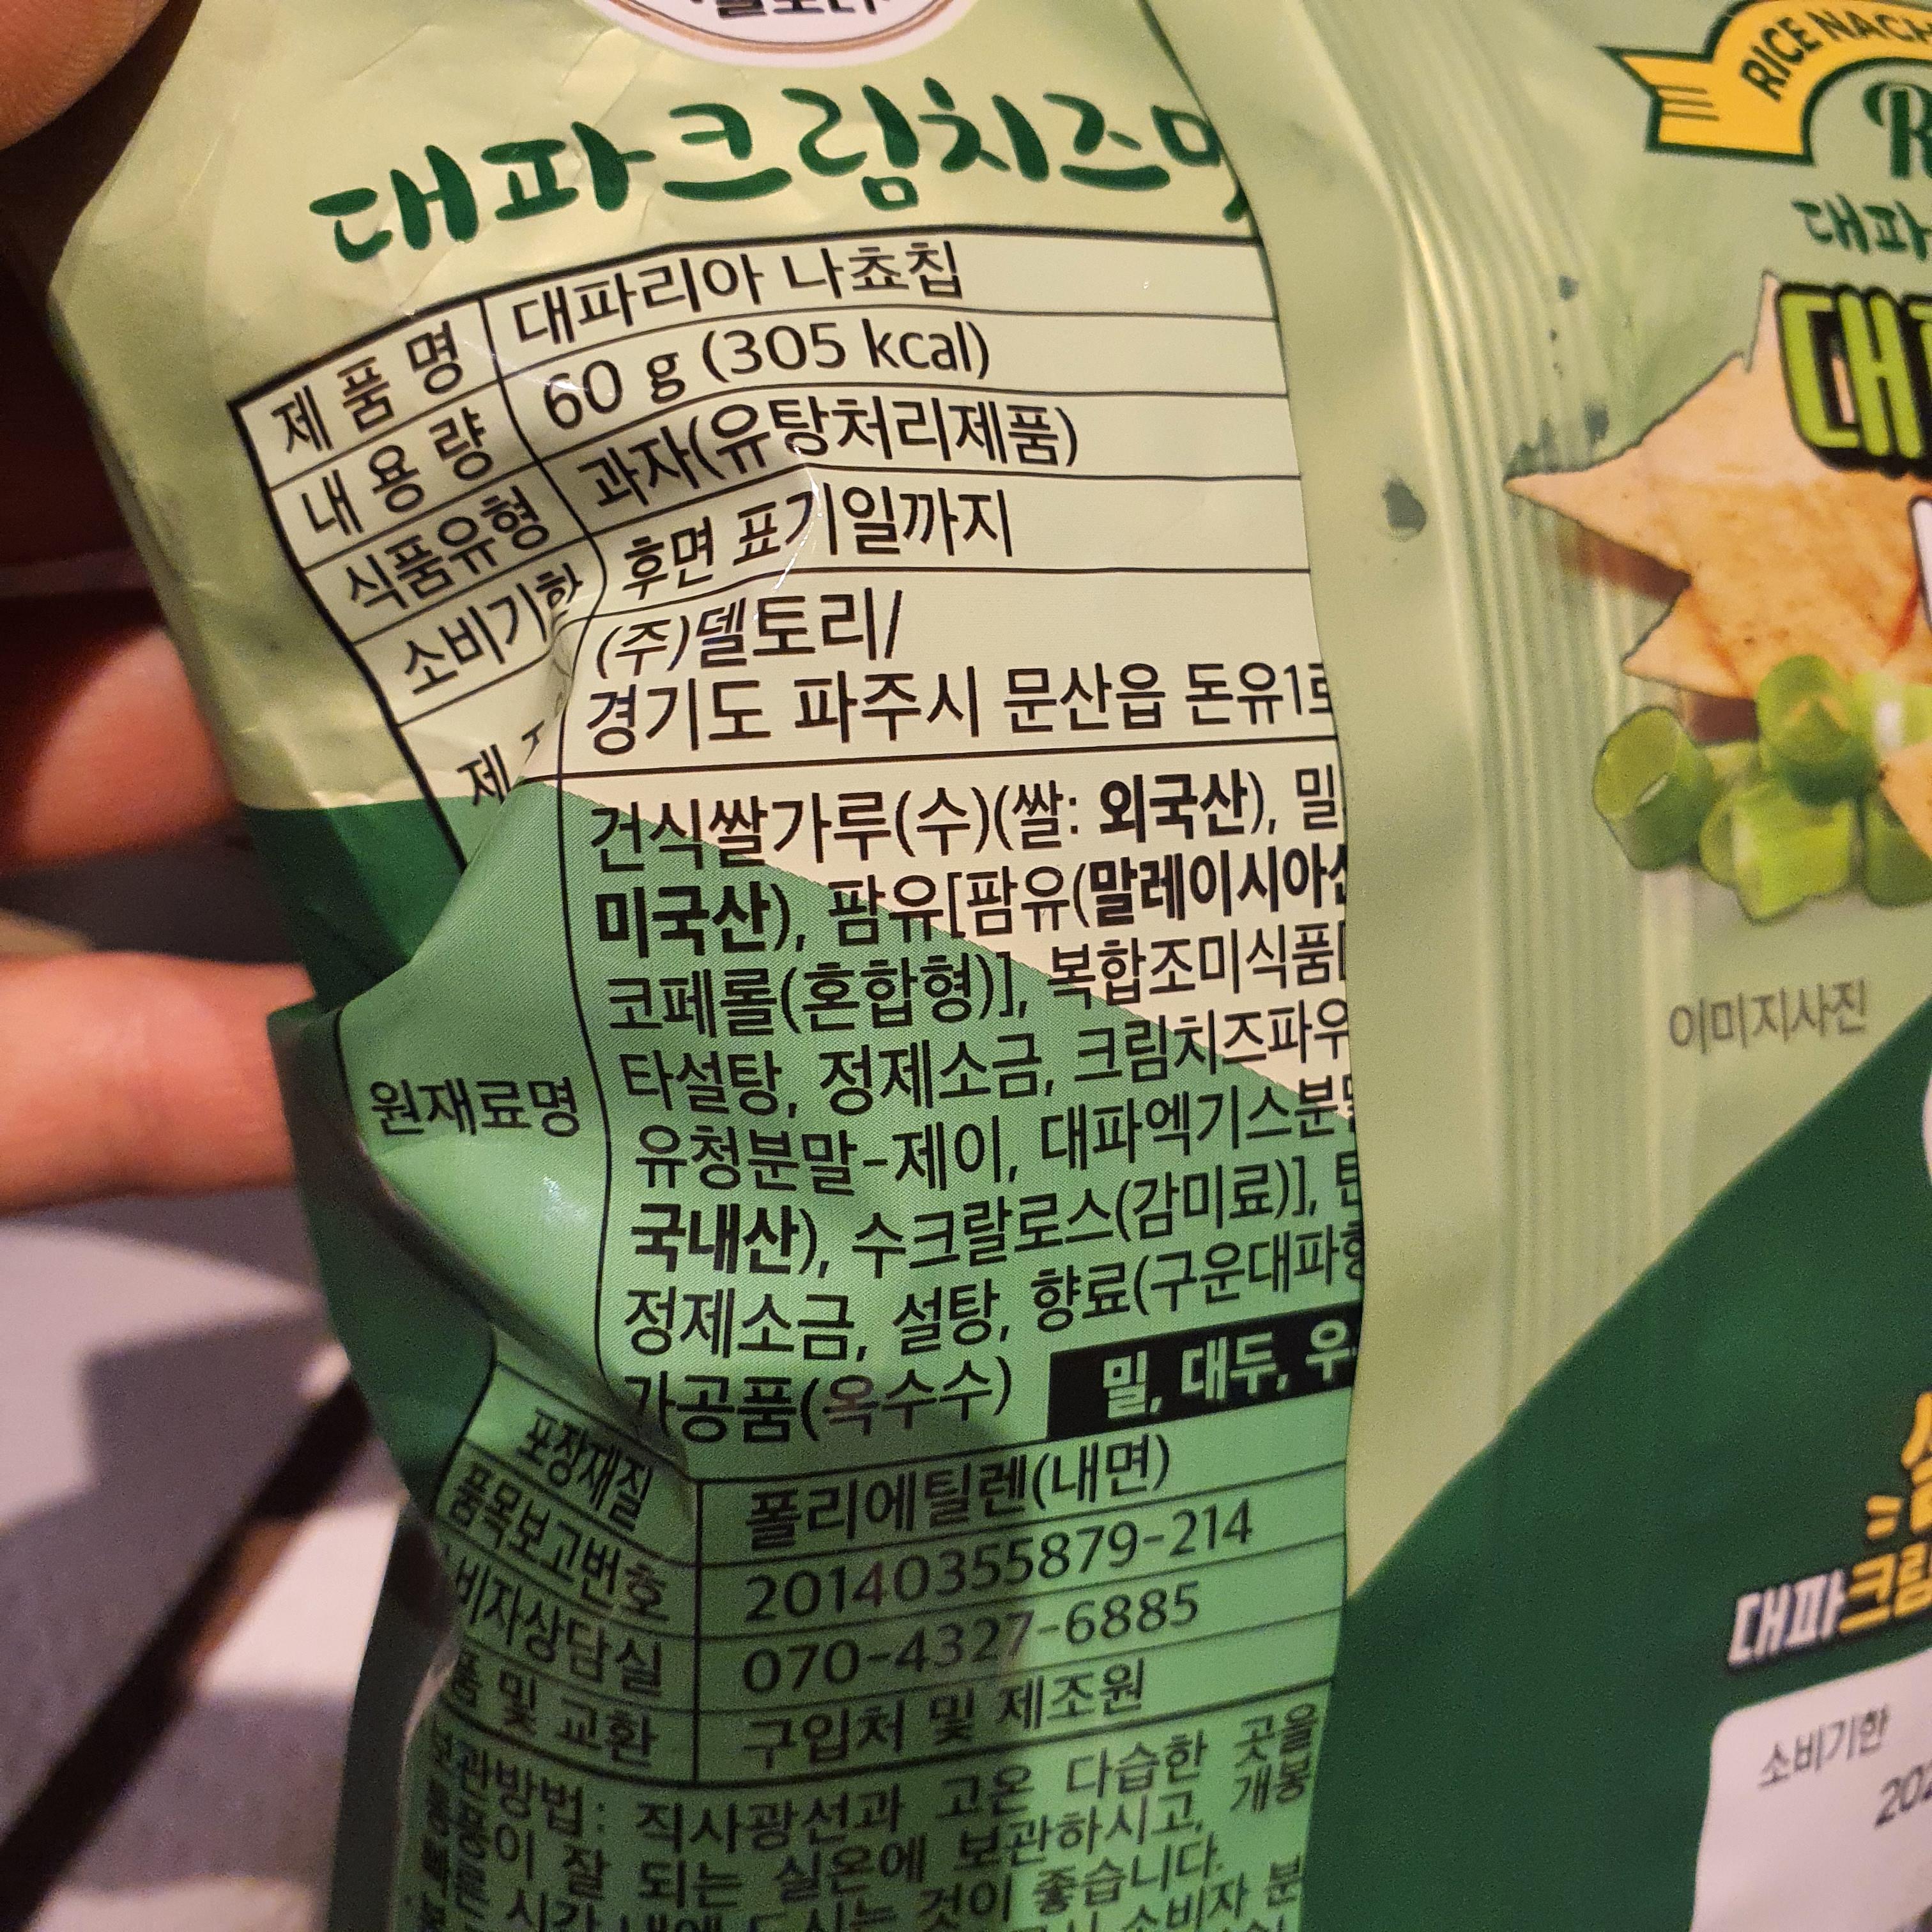 대파크림치즈맛
제 품 명 대파리아 나쵸칩
내 용 량 60 g (305 kcal)
식품유형 과자(유탕처리제품)
소비기한 후면 표기일까지
제
(주)델토리/
경기도 파주시 문산읍 돈유1로
원재료명
건식쌀가루(수)(쌀: 외국산), 밀
미국산), 팜유[팜유(말레이시아산
코페롤(혼합형)], 복합조미식품[
타설탕, 정제소금, 크림치즈파우
유청분말-제이, 대파엑기스분말
국내산), 수크랄로스(감미료)],
정제소금, 설탕, 향료(구운대파향
가공품(옥수수) 밀, 대두, 우
포장재질 폴리에틸렌(내면)
품목보고번호 20140355879-214
비자상담실 070-4327-6885
품 및 교환 구입처 및 제조원
보관방법: 직사광선과 고온 다습한 곳을
통풍이 잘 되는 실온에 보관하시고, 개봉
빠른 시간 내에 드시는 것이 좋습니다.
소비자 분
RICE NACH
R
대파
대파
이미지사진
대파크림
소비기한
202